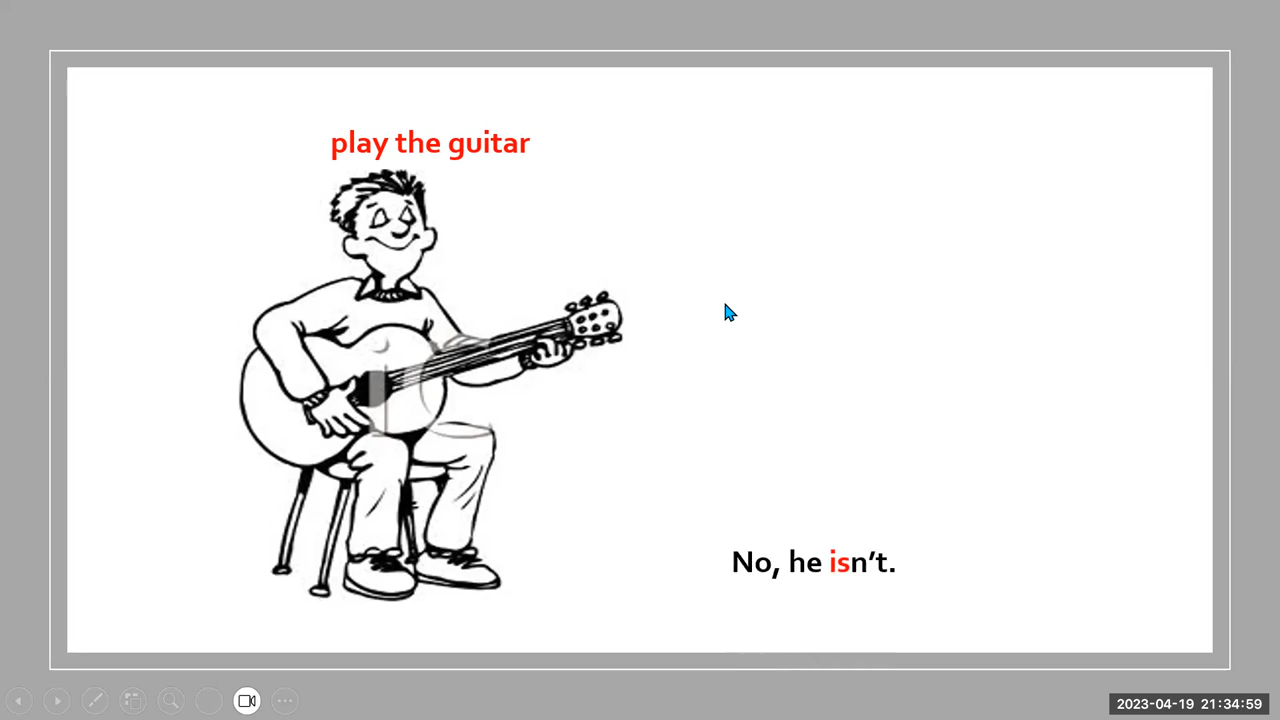 play the guitar
No, he isn’t.
2023-04-19 21:34:59